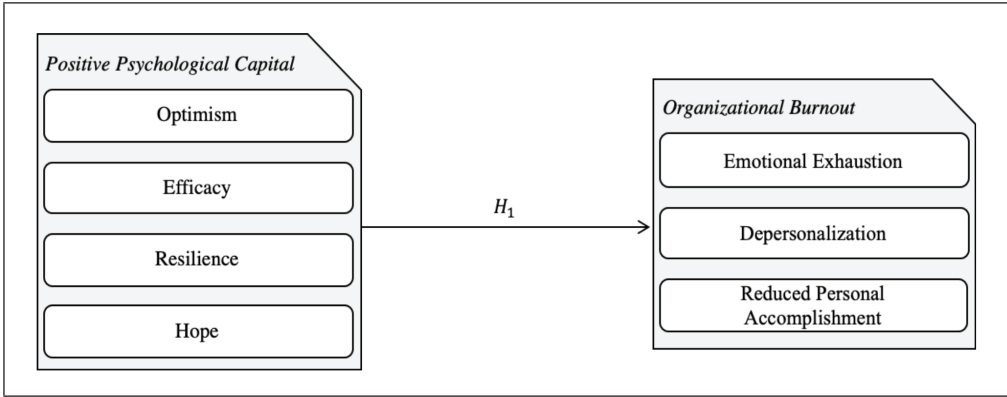 Positive Psychological Capital
Optimism
Efficacy
Resilience
Hope
H₁
Organizational Burnout
Emotional Exhaustion
Depersonalization
Reduced Personal
Accomplishment